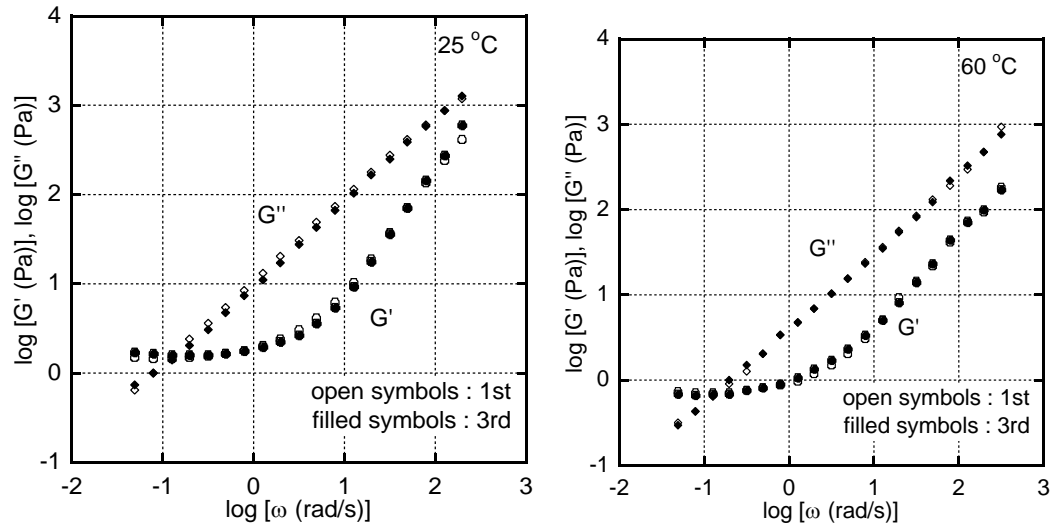 4
3
2
1
0
-1
-2
-1
0
1
2
3
log [G' (Pa)], log [G" (Pa)]
log [ω (rad/s)]
25 °C
G"
G'
open symbols : 1st
filled symbols : 3rd
4
3
2
1
0
-1
-2
-1
0
1
2
3
log [G' (Pa)], log [G" (Pa)]
log [ω (rad/s)]
60 °C
G"
G'
open symbols : 1st
filled symbols : 3rd